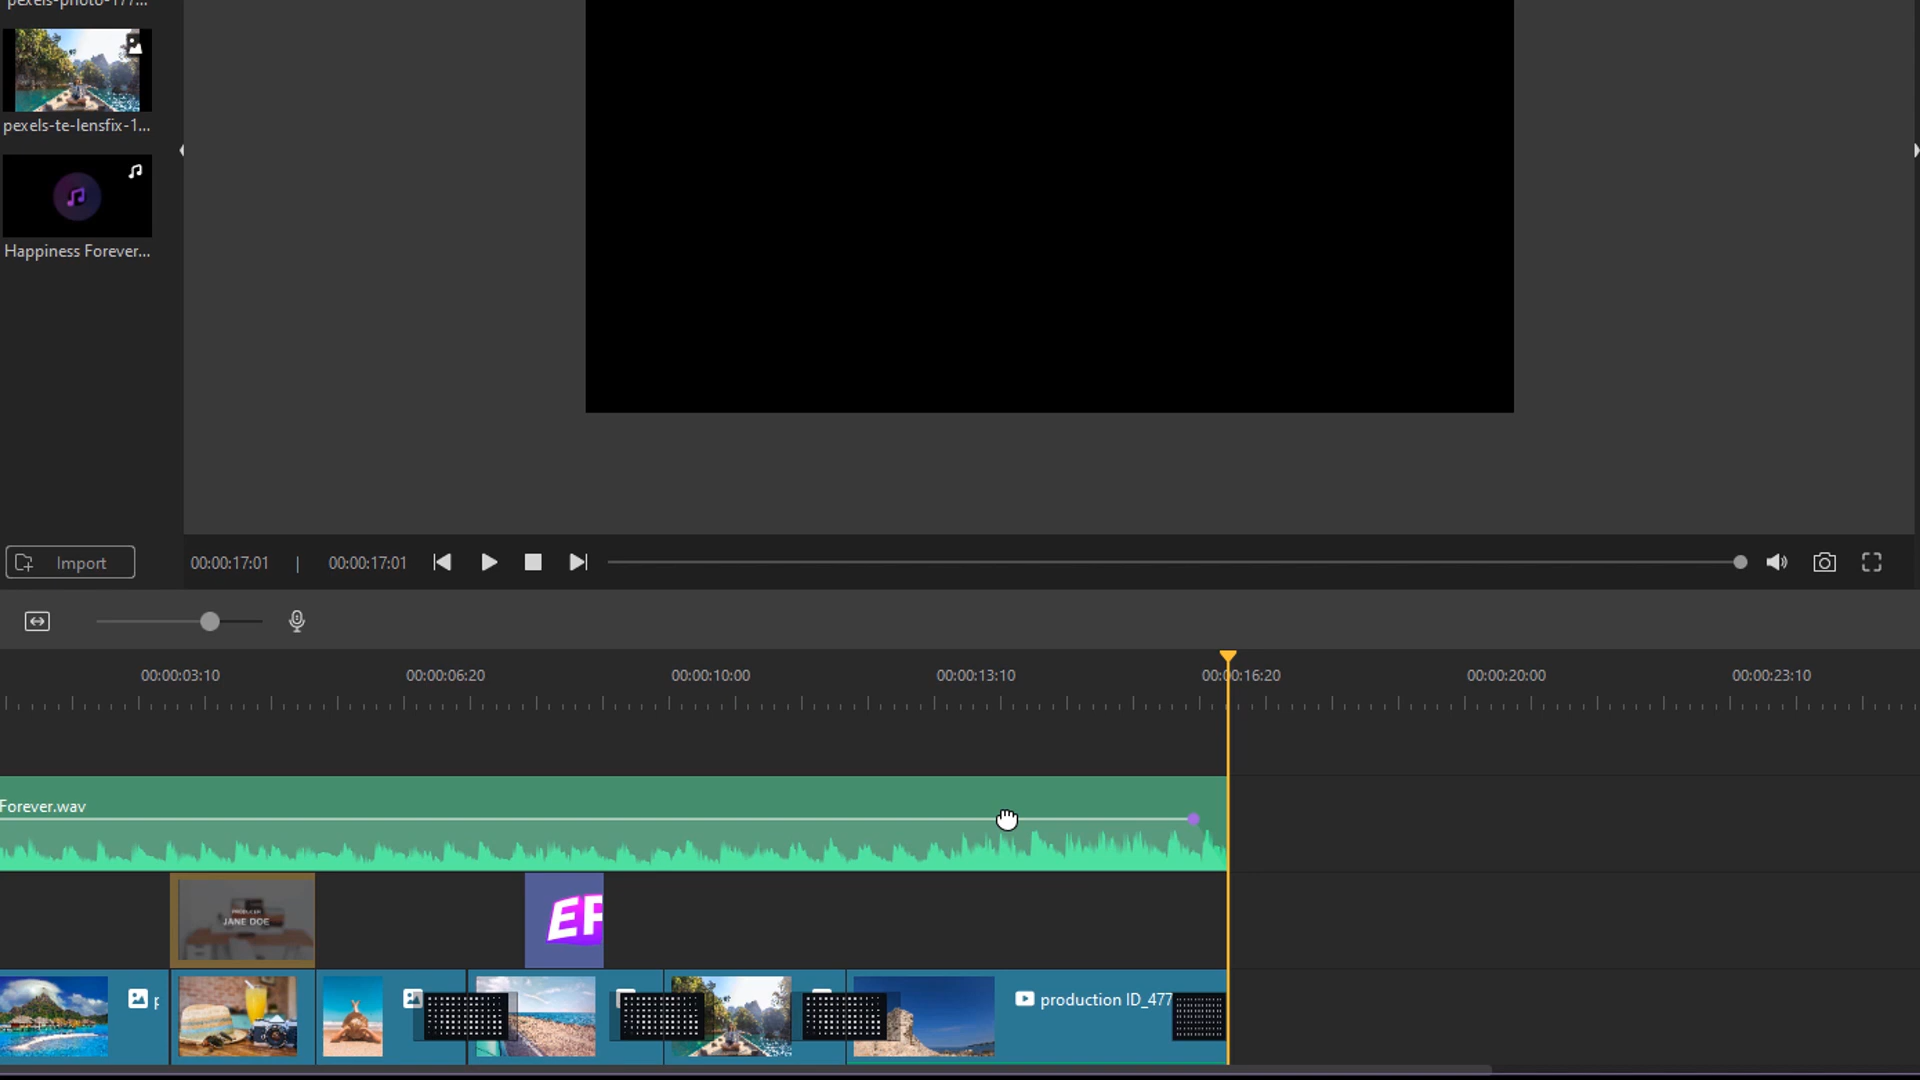 pexels-photo-177...
pexels-te-lensfix-1...
Happiness Forever...
Import
00:00:17:01 | 00:00:17:01
00:00:03:10 00:00:06:20 00:00:10:00 00:00:13:10 00:00:16:20 00:00:20:00 00:00:23:10
Forever.wav
PRODUCER
JANE DOE
EP
production ID_477